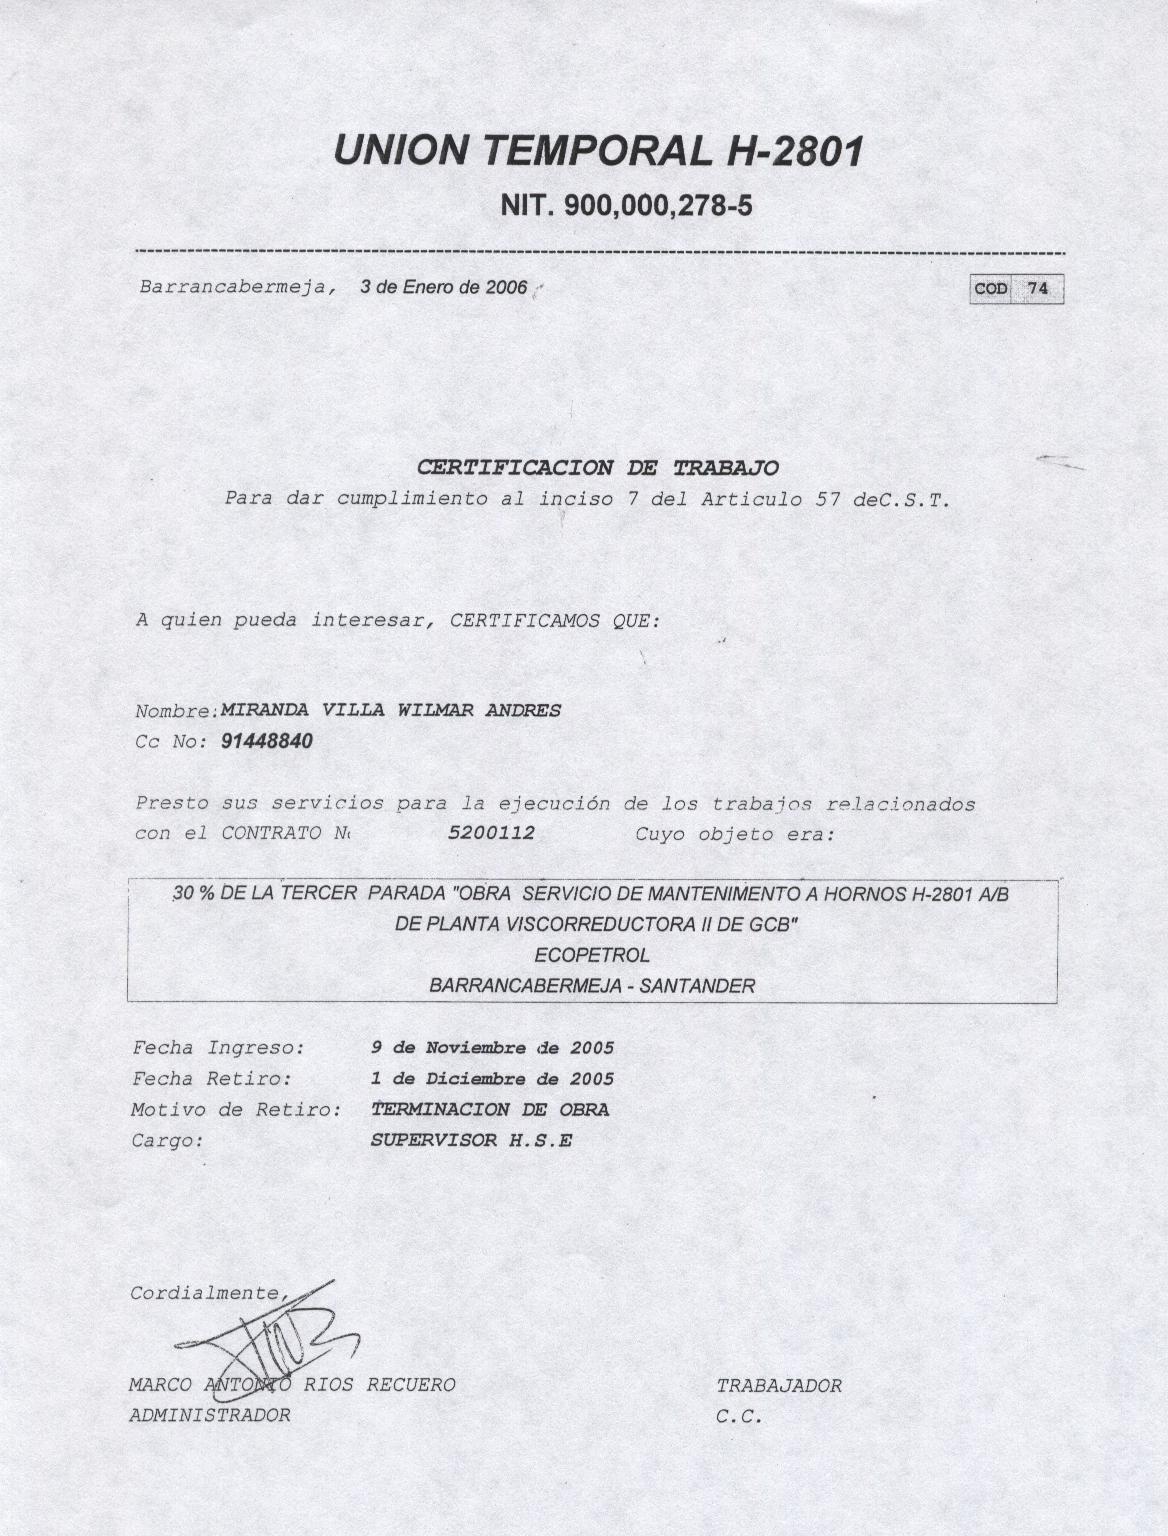 UNION TEMPORAL H-2801
NIT. 900,000,278-5
Barrancabermeja, 3 de Enero de 2006
COD 74
CERTIFICACION DE TRABAJO
Para dar cumplimiento al inciso 7 del Articulo 57 deC.S.T.
A quien pueda interesar, CERTIFICAMOS QUE:
Nombre: MIRANDA VILLA WILMAR ANDRES
Cc No: 91448840
Presto sus servicios para la ejecución de los trabajos relacionados
con el CONTRATO 5200112 Cuyo objeto era:
30 % DE LA TERCER PARADA "OBRA SERVICIO DE MANTENIMENTO A HORNOS H-2801 A/B
DE PLANTA VISCORREDUCTORA II DE GCB"
ECOPETROL
BARRANCABERMEJA - SANTANDER
Fecha Ingreso: 9 de Noviembre de 2005
Fecha Retiro: 1 de Diciembre de 2005
Motivo de Retiro: TERMINACION DE OBRA
Cargo: SUPERVISOR H.S.E
Cordialmente,
MARCO ANTONIO RIOS RECUERO TRABAJADOR
ADMINISTRADOR C.C.